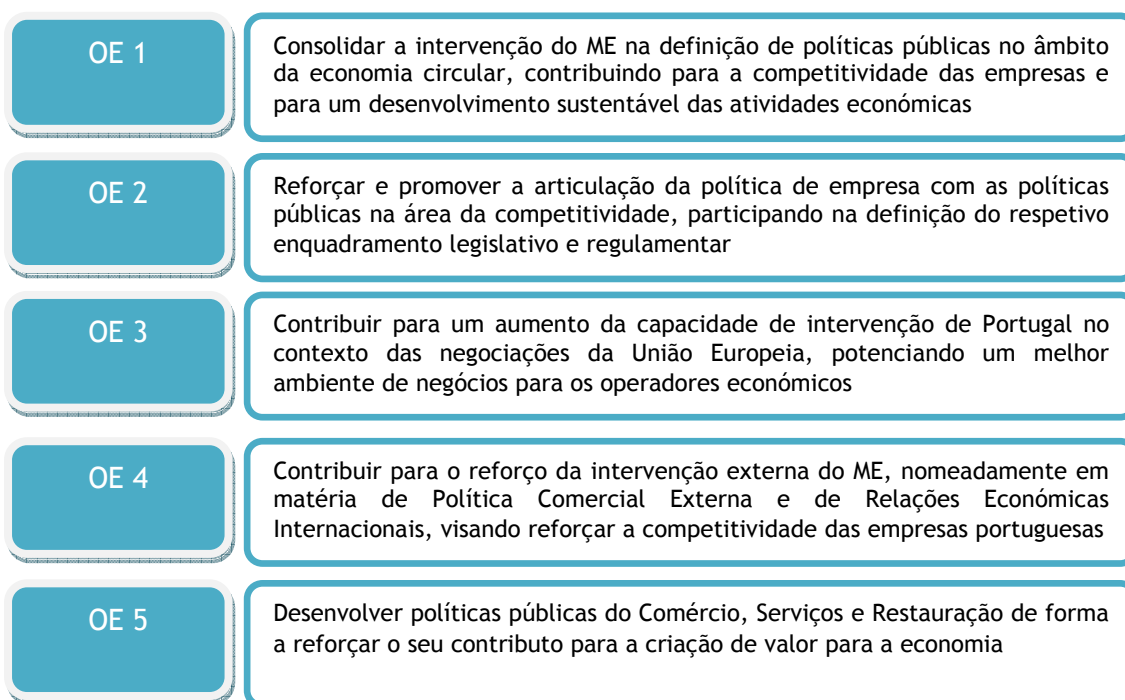 OE 1
Consolidar a intervenção do ME na definição de políticas públicas no âmbito
da economia circular, contribuindo para a competitividade das empresas e
para um desenvolvimento sustentável das atividades económicas
OE 2
Reforçar e promover a articulação da política de empresa com as políticas
públicas na área da competitividade, participando na definição do respetivo
enquadramento legislativo e regulamentar
OE 3
Contribuir para um aumento da capacidade de intervenção de Portugal no
contexto das negociações da União Europeia, potenciando um melhor
ambiente de negócios para os operadores económicos
OE 4
Contribuir para o reforço da intervenção externa do ME, nomeadamente em
matéria de Política Comercial Externa e de Relações Económicas
Internacionais, visando reforçar a competitividade das empresas portuguesas
OE 5
Desenvolver políticas públicas do Comércio, Serviços e Restauração de forma
a reforçar o seu contributo para a criação de valor para a economia